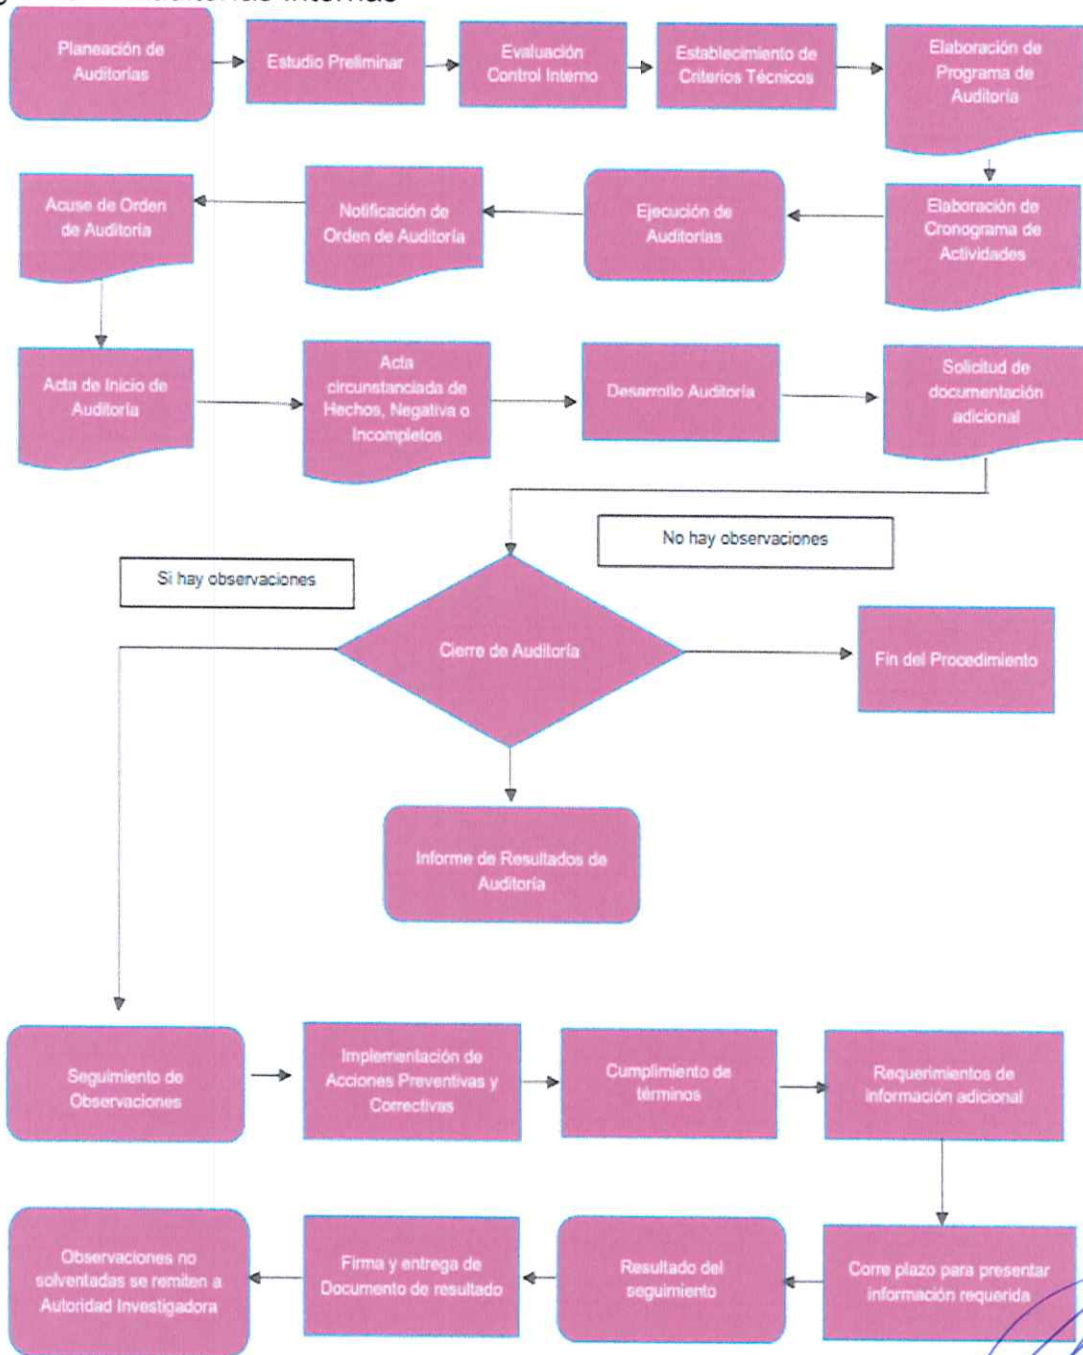 Auditorías Internas
Planeación de
Auditorías
Estudio Preliminar
Evaluación
Control Interno
Establecimiento de
Criterios Técnicos
Elaboración de
Programa de
Auditoría
Acuse de Orden
de Auditoría
Notificación de
Orden de Auditoría
Ejecución de
Auditorías
Elaboración de
Cronograma de
Actividades
Acta de Inicio de
Auditoría
Acta
circunstanciada de
Hechos, Negativa o
Incompletos
Desarrollo Auditoría
Solicitud de
documentación
adicional
No hay observaciones
Si hay observaciones
Cierre de Auditoría
Fin del Procedimiento
Informe de Resultados de
Auditoría
Seguimiento de
Observaciones
Implementación de
Acciones Preventivas y
Correctivas
Cumplimiento de
términos
Requerimientos de
información adicional
Observaciones no
solventadas se remiten a
Autoridad Investigadora
Firma y entrega de
Documento de resultado
Resultado del
seguimiento
Corre plazo para presentar
información requerida